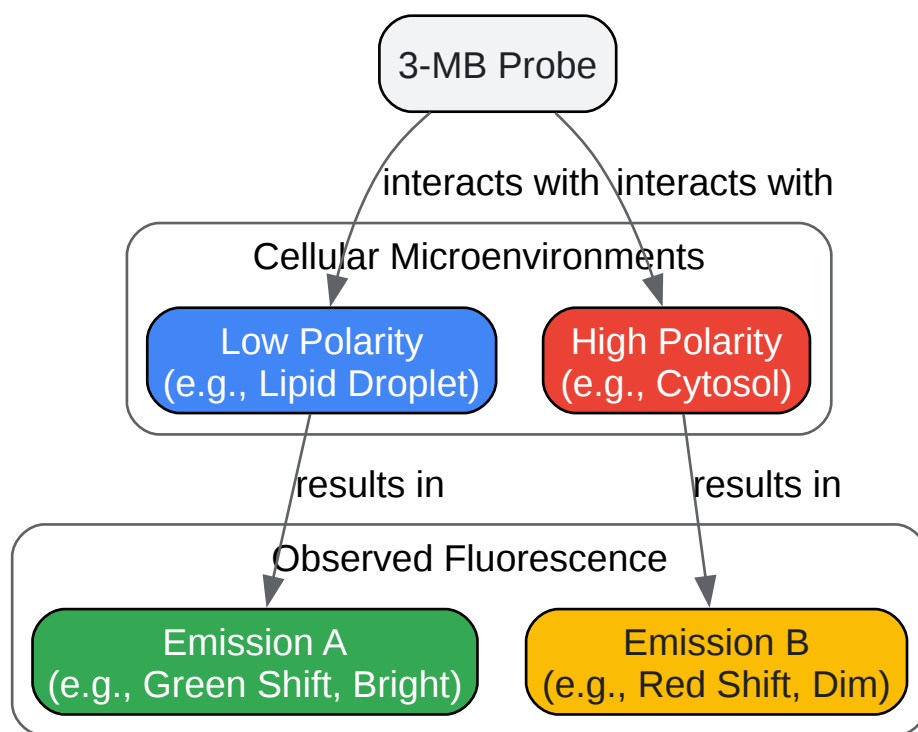 3-MB Probe
interacts with
interacts with
Cellular Microenvironments
Low Polarity
(e.g., Lipid Droplet)
High Polarity
(e.g., Cytosol)
results in
results in
Observed Fluorescence
Emission A
(e.g., Green Shift, Bright)
Emission B
(e.g., Red Shift, Dim)